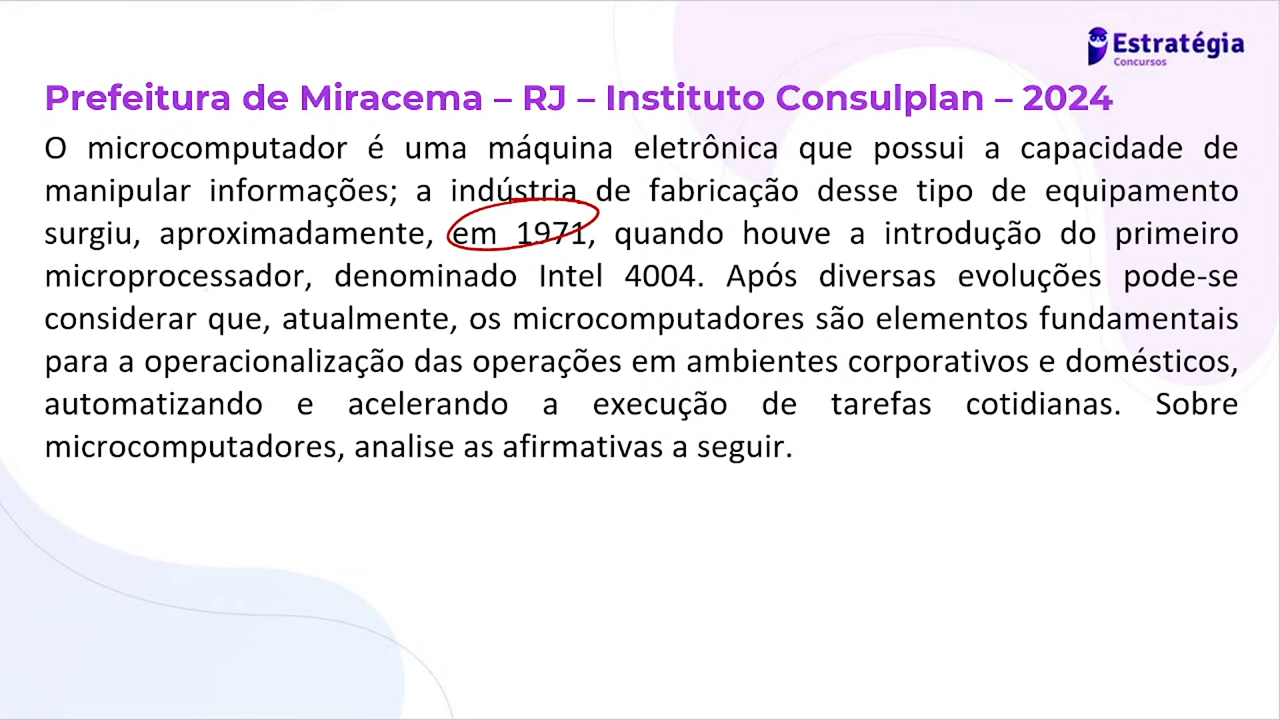 Estratégia
Concursos
Prefeitura de Miracema – RJ – Instituto Consulplan – 2024
O microcomputador é uma máquina eletrônica que possui a capacidade de
manipular informações; a indústria de fabricação desse tipo de equipamento
surgiu, aproximadamente, em 1971, quando houve a introdução do primeiro
microprocessador, denominado Intel 4004. Após diversas evoluções pode-se
considerar que, atualmente, os microcomputadores são elementos fundamentais
para a operacionalização das operações em ambientes corporativos e domésticos,
automatizando e acelerando a execução de tarefas cotidianas. Sobre
microcomputadores, analise as afirmativas a seguir.